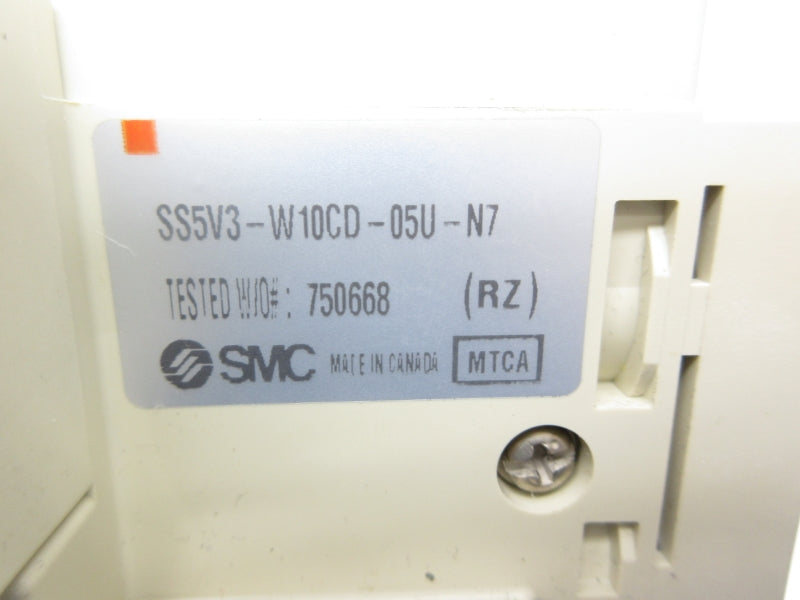 SS5V3-W10CD-05U-N7
TESTED W/O#: 750668 (RZ)
SMC MADE IN CANADA MTCA